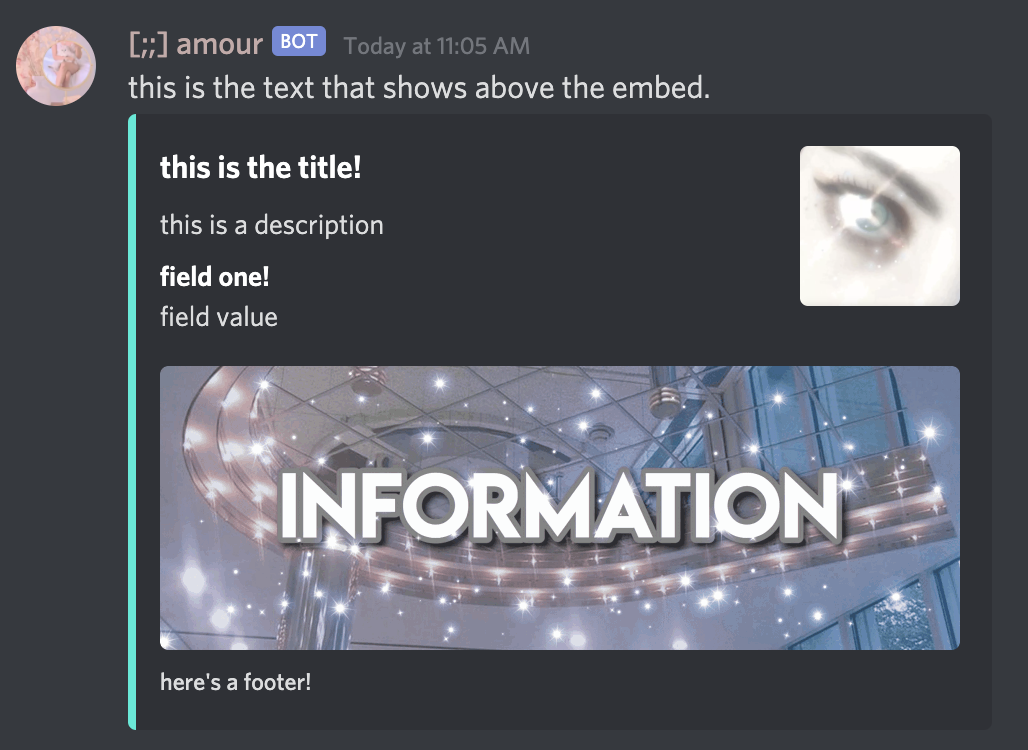 [;;] amour BOT Today at 11:05 AM
this is the text that shows above the embed.
this is the title!
this is a description
field one!
field value
INFORMATION
here's a footer!